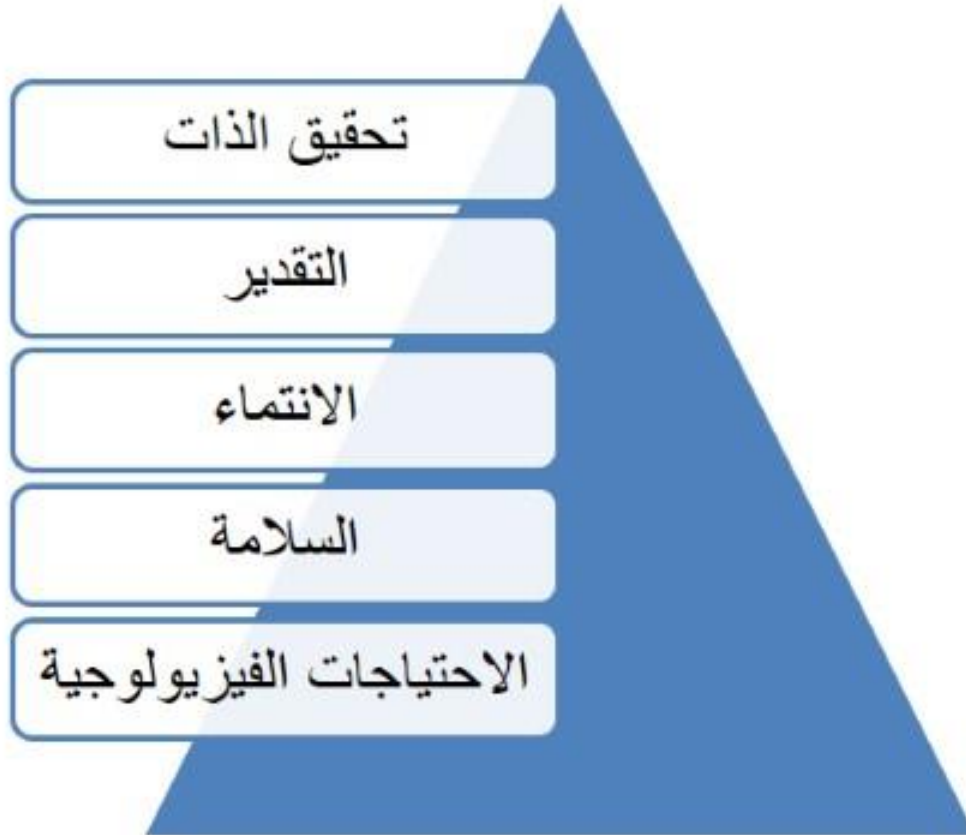 تحقيق الذات
التقدير
الانتماء
السلامة
الاحتياجات الفيزيولوجية